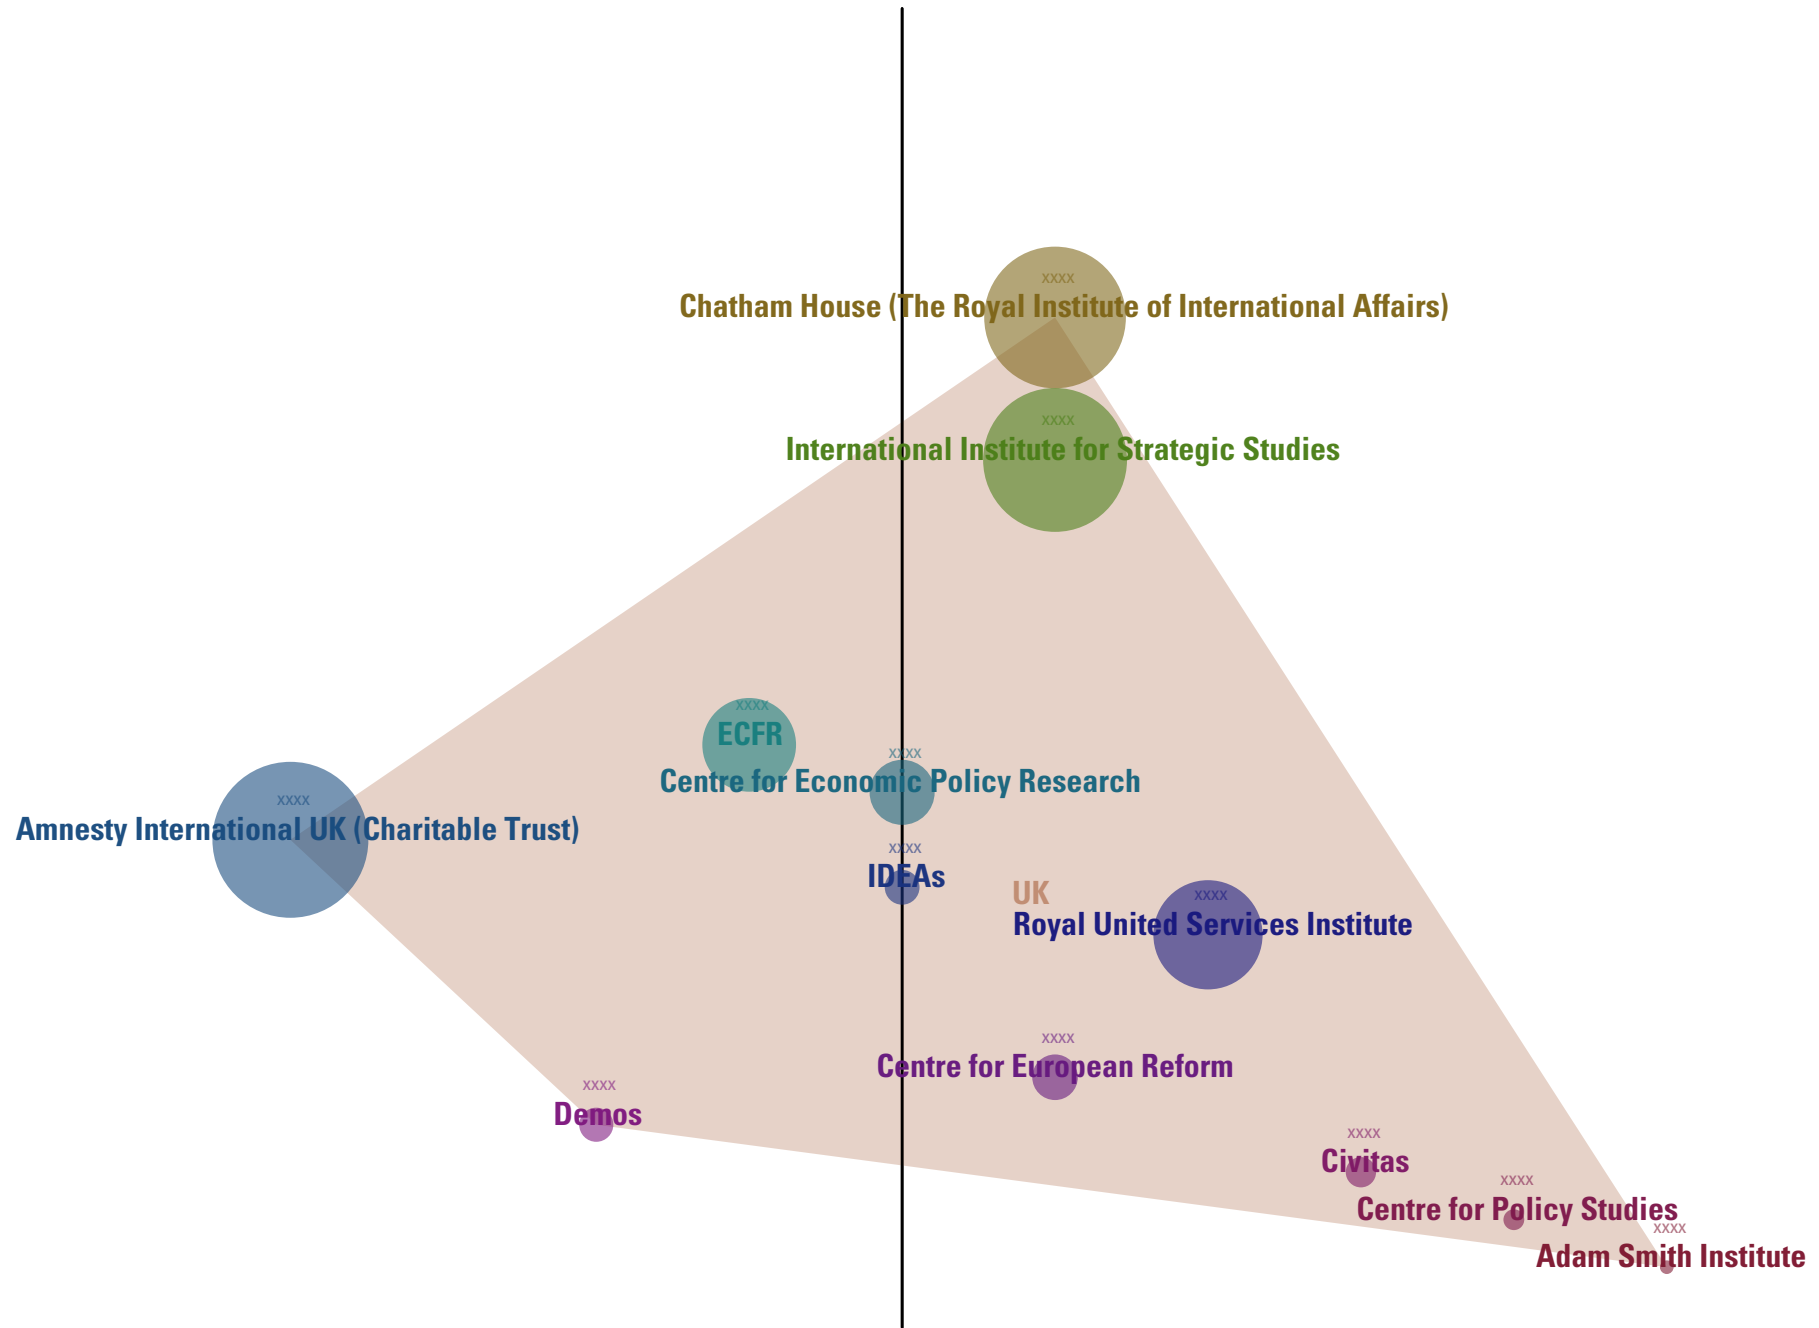 xxxx
Chatham House (The Royal Institute of International Affairs)
xxxx
International Institute for Strategic Studies
xxxx
ECFR
xxxx
Centre for Economic Policy Research
xxxx
Amnesty International UK (Charitable Trust)
xxxx
IDEAs
UK
xxxx
Royal United Services Institute
xxxx
Centre for European Reform
xxxx
Demos
xxxx
Civitas
xxxx
Centre for Policy Studies
xxxx
Adam Smith Institute